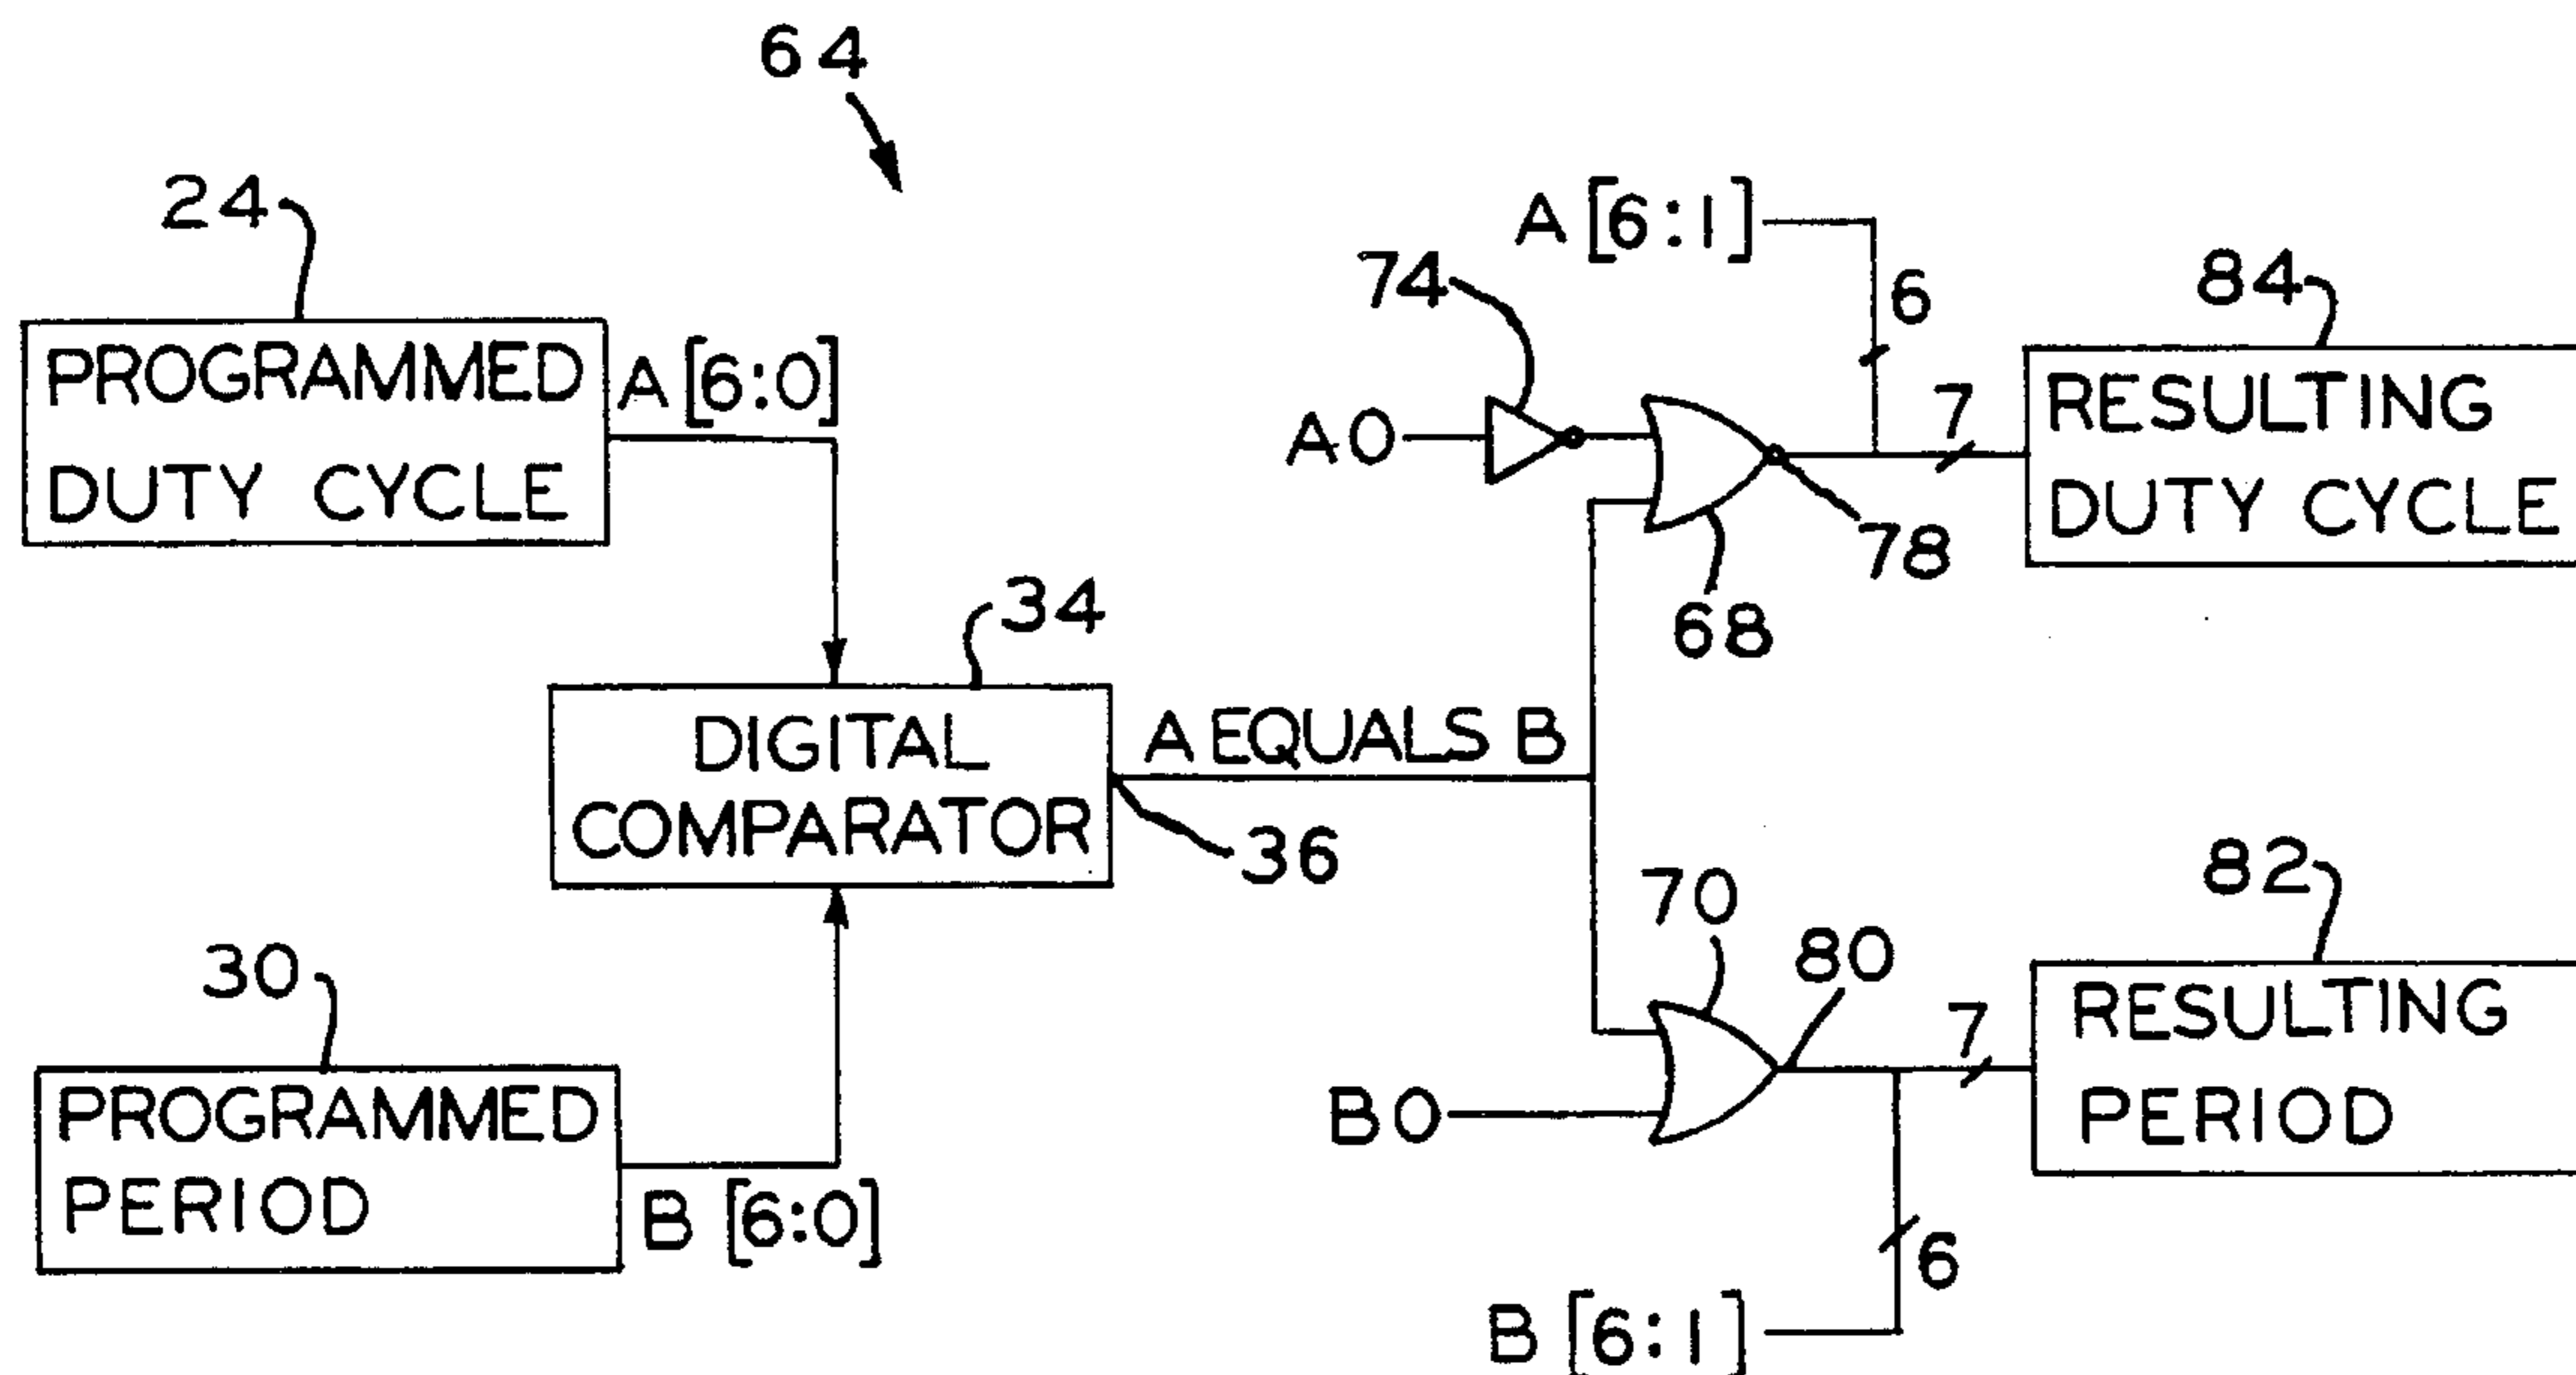 64
24
PROGRAMMED
DUTY CYCLE
A [6:0]
A [6:1]
6
74
A0
68
78
7
84
RESULTING
DUTY CYCLE
34
DIGITAL
COMPARATOR
A EQUALS B
36
30
PROGRAMMED
PERIOD
B [6:0]
70
80
B0
7
82
RESULTING
PERIOD
6
B [6:1]